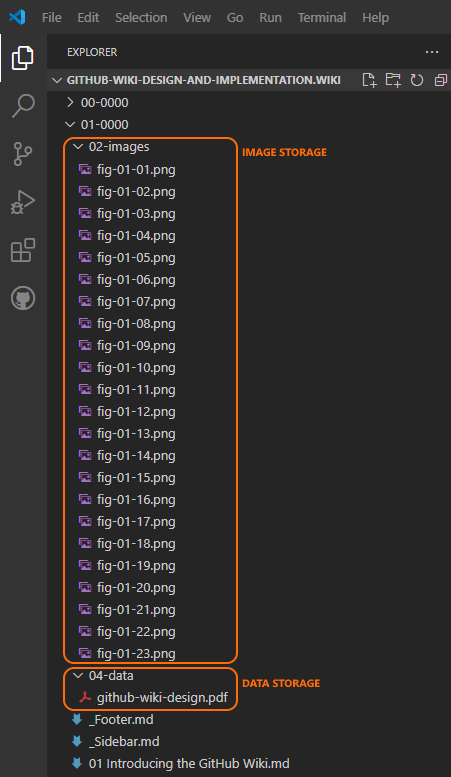 File Edit Selection View Go Run Terminal Help
EXPLORER
GITHUB-WIKI-DESIGN-AND-IMPLEMENTATION.WIKI
00-0000
01-0000
02-images IMAGE STORAGE
fig-01-01.png
fig-01-02.png
fig-01-03.png
fig-01-04.png
fig-01-05.png
fig-01-06.png
fig-01-07.png
fig-01-08.png
fig-01-09.png
fig-01-10.png
fig-01-11.png
fig-01-12.png
fig-01-13.png
fig-01-14.png
fig-01-15.png
fig-01-16.png
fig-01-17.png
fig-01-18.png
fig-01-19.png
fig-01-20.png
fig-01-21.png
fig-01-22.png
fig-01-23.png
04-data DATA STORAGE
github-wiki-design.pdf
_Footer.md
_Sidebar.md
01 Introducing the GitHub Wiki.md